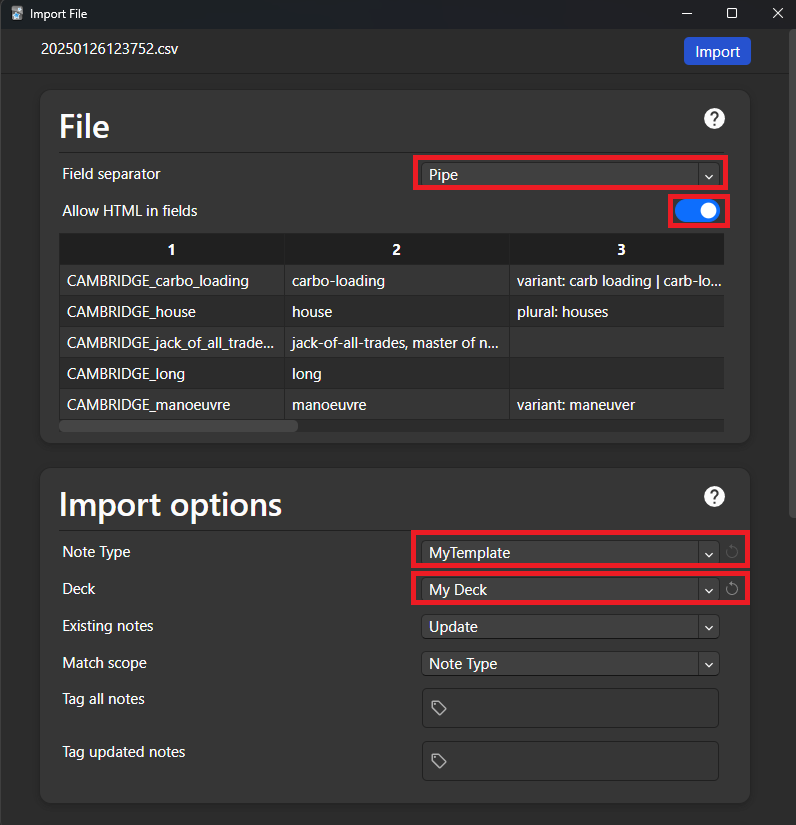 Import File
20250126123752.csv
Import
File
?
Field separator
Pipe
Allow HTML in fields
1 2 3
CAMBRIDGE_carbo_loading carbo-loading variant: carb loading | carb-lo...
CAMBRIDGE_house house plural: houses
CAMBRIDGE_jack_of_all_trade... jack-of-all-trades, master of n...
CAMBRIDGE_long long
CAMBRIDGE_manoeuvre manoeuvre variant: maneuver
Import options
?
Note Type MyTemplate
Deck My Deck
Existing notes Update
Match scope Note Type
Tag all notes
Tag updated notes